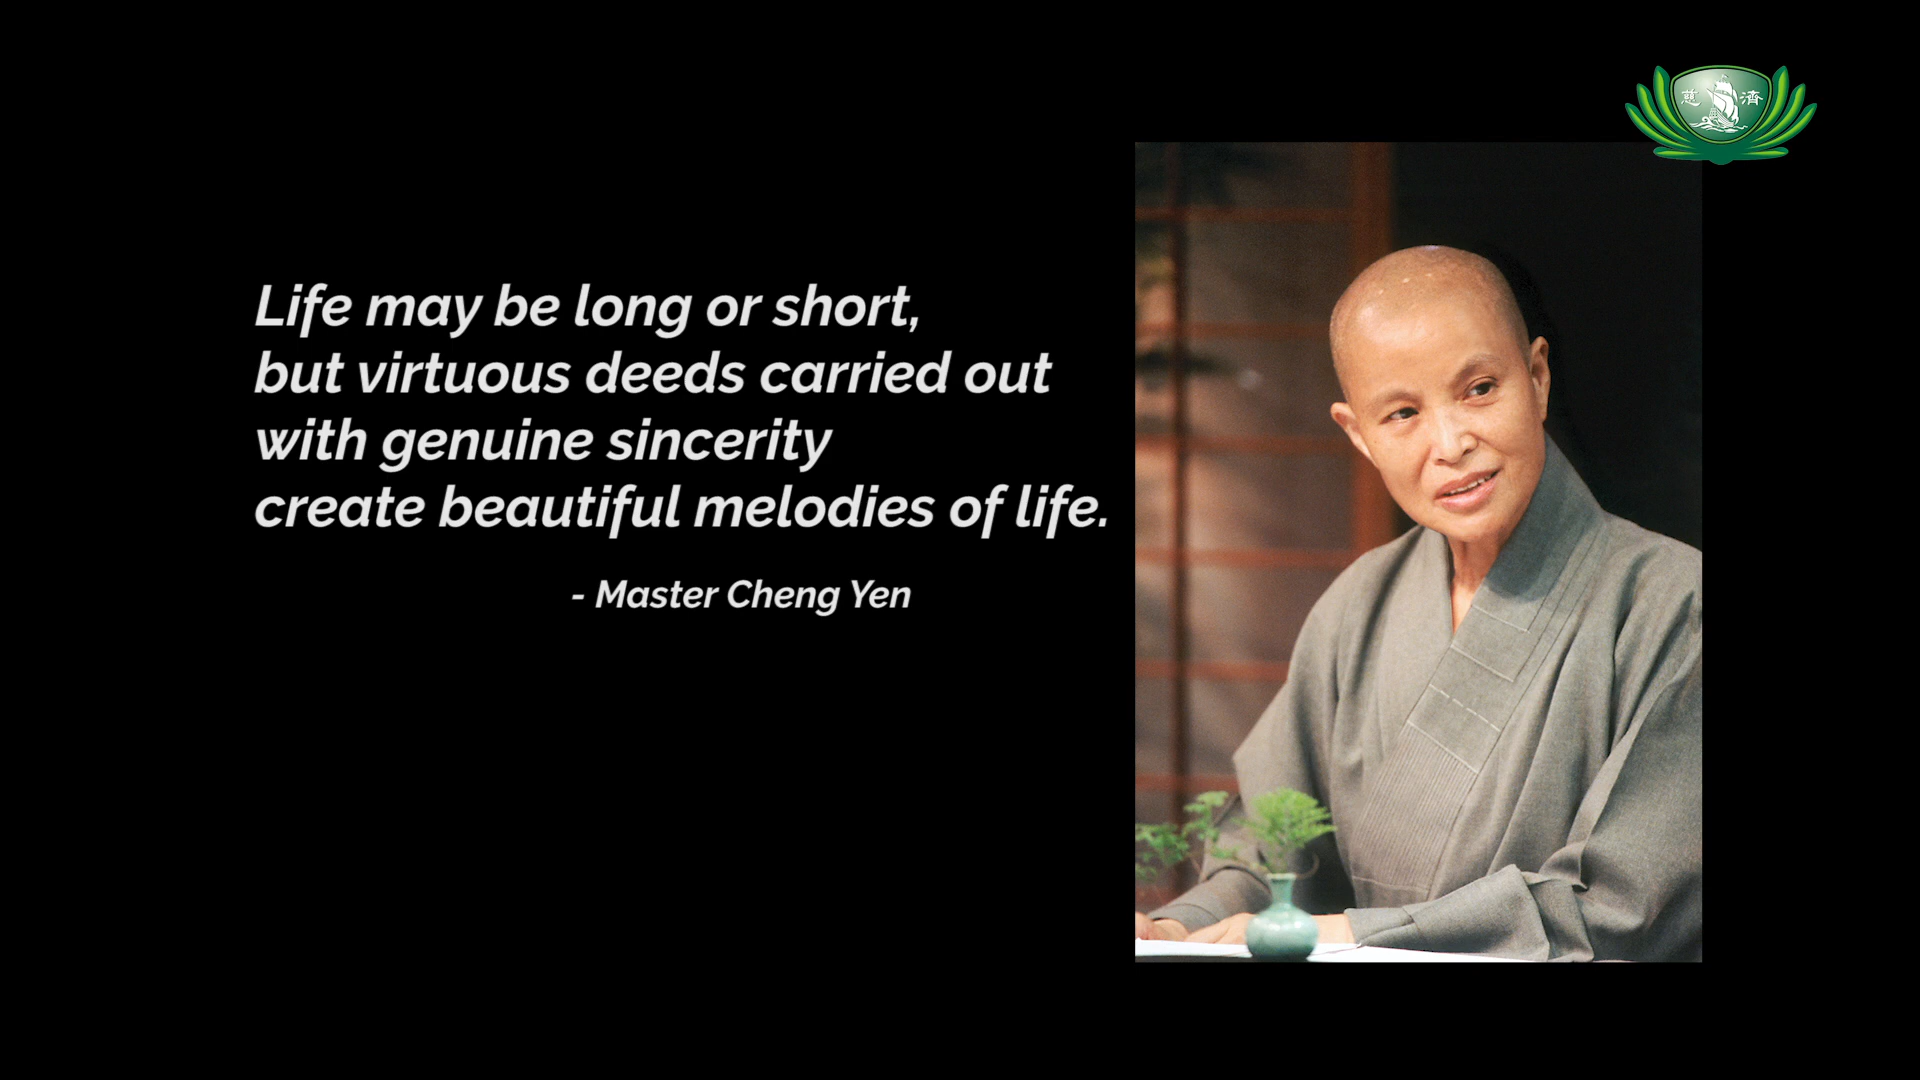 慈 濟
Life may be long or short,
but virtuous deeds carried out
with genuine sincerity
create beautiful melodies of life.
- Master Cheng Yen